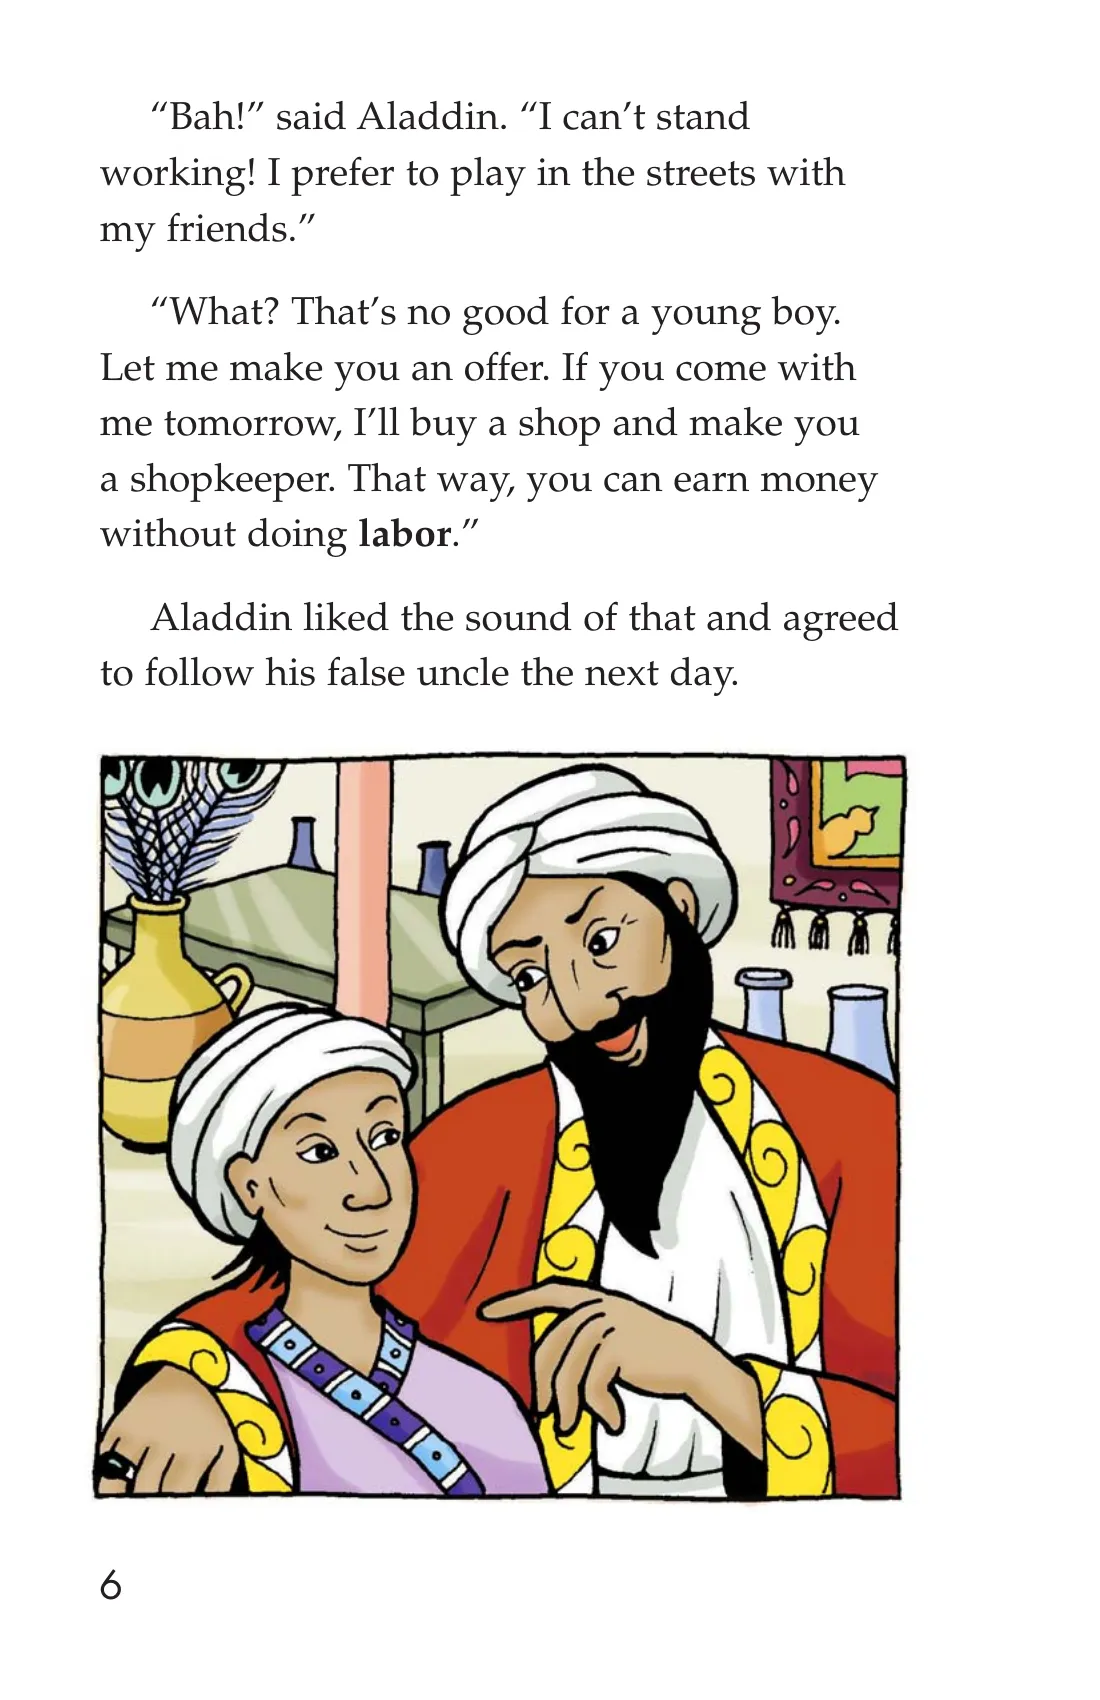 “Bah!” said Aladdin. “I can’t stand
working! I prefer to play in the streets with
my friends.”
“What? That’s no good for a young boy.
Let me make you an offer. If you come with
me tomorrow, I’ll buy a shop and make you
a shopkeeper. That way, you can earn money
without doing labor.”
Aladdin liked the sound of that and agreed
to follow his false uncle the next day.
6